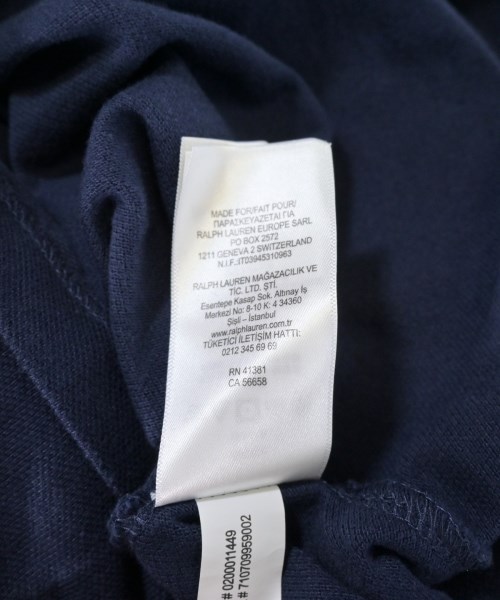 MADE FOR/FAIT POUR/
ΠΑΡΑΣΚΕΥΑΖΕΤΑΙ ΓΙΑ
RALPH LAUREN EUROPE SARL
PO BOX 2572
1211 GENEVA 2 SWITZERLAND
N.I.F.:IT03945310963
RALPH LAUREN MAĞAZACILIK VE
TİC. LTD. ŞTİ.
Esentepe Kasap Sok. Altınay İş
Merkezi No: 8-10 K: 4 34360
Şişli – İstanbul
www.ralphlauren.com.tr
TÜKETİCİ İLETİŞİM HATTI:
0212 345 69 69
RN 41381
CA 56658
# 0200011449
# 710709959002